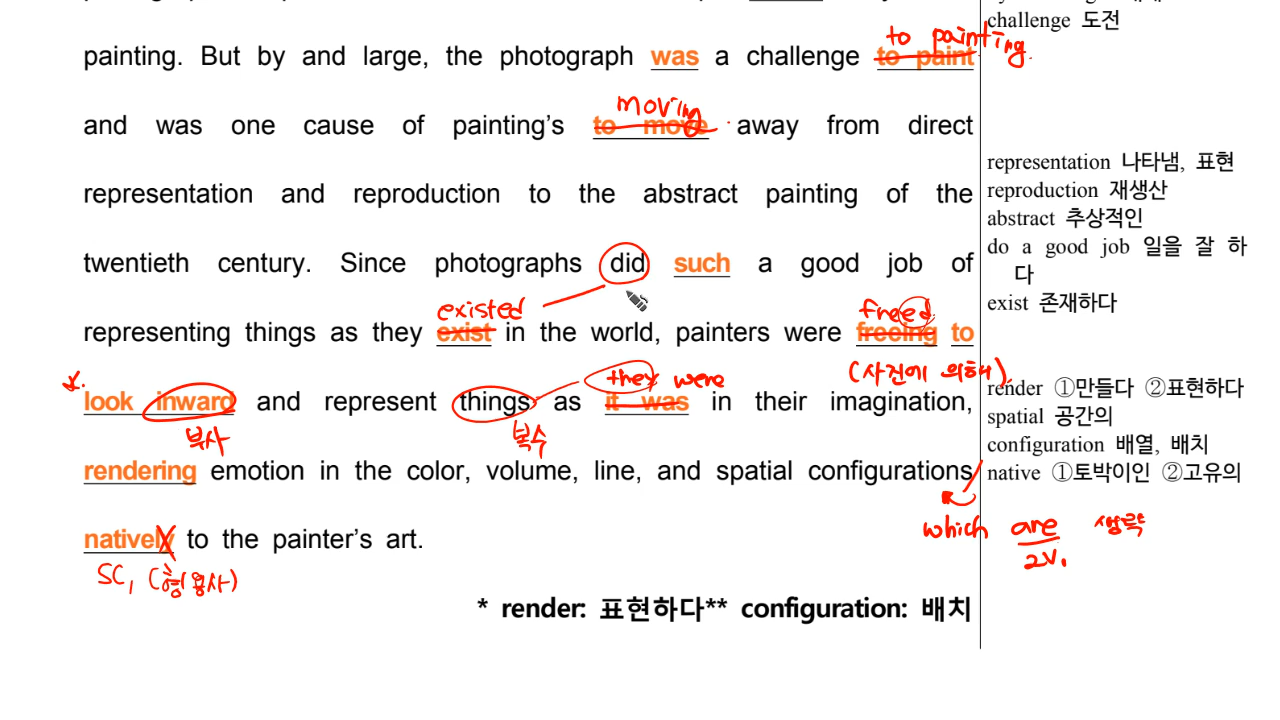 challenge 도전
to painting
painting. But by and large, the photograph was a challenge to paint
moving
and was one cause of painting's to move away from direct
representation 나타냄, 표현
representation and reproduction to the abstract painting of the
reproduction 재생산
abstract 추상적인
twentieth century. Since photographs did such a good job of
do a good job 일을 잘 하
다
existed
freed
exist 존재하다
representing things as they exist in the world, painters were freeing to
they were
(사진에 의해)
look inward and represent things as it was in their imagination,
render ①만들다 ②표현하다
부사
복수
spatial 공간의
configuration 배열, 배치
rendering emotion in the color, volume, line, and spatial configurations
native ①토박이인 ②고유의
which are 생략
2V.
natively to the painter's art.
SC, (형용사)
* render: 표현하다** configuration: 배치